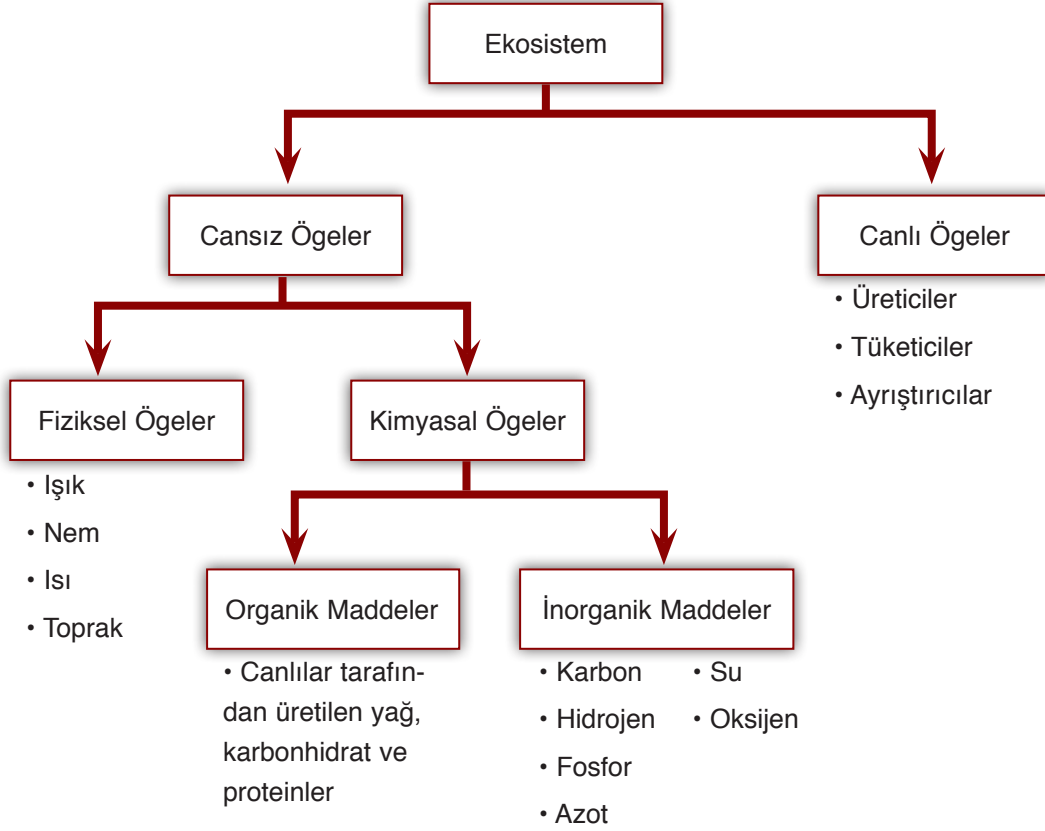 Ekosistem
Cansız Ögeler
Canlı Ögeler
• Üreticiler
• Tüketiciler
• Ayrıştırıcılar
Fiziksel Ögeler
Kimyasal Ögeler
• Işık
• Nem
• Isı
• Toprak
Organik Maddeler
İnorganik Maddeler
• Canlılar tarafın-
dan üretilen yağ,
karbonhidrat ve
proteinler
• Karbon
• Hidrojen
• Fosfor
• Azot
• Su
• Oksijen